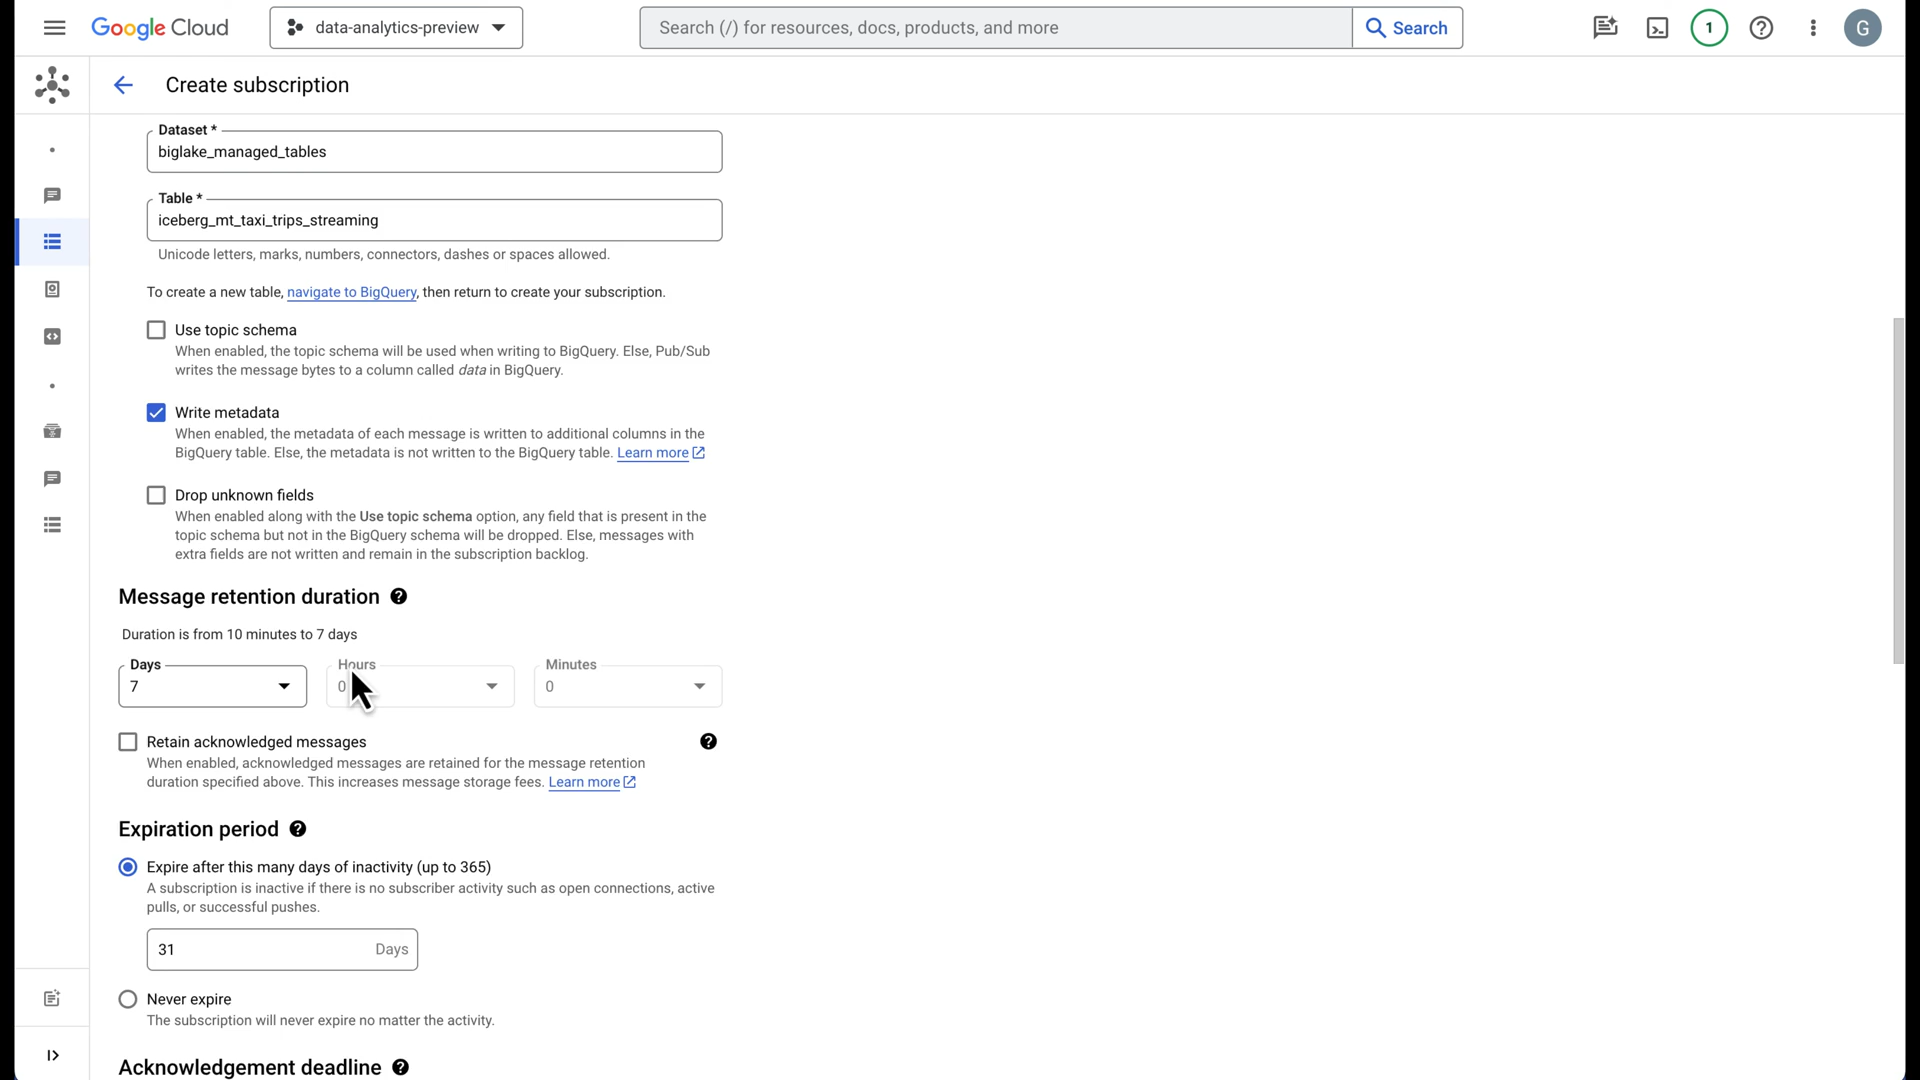 Google Cloud
data-analytics-preview
Search (/) for resources, docs, products, and more
Search
1
G
Create subscription
Dataset *
biglake_managed_tables
Table *
iceberg_mt_taxi_trips_streaming
Unicode letters, marks, numbers, connectors, dashes or spaces allowed.
To create a new table, navigate to BigQuery, then return to create your subscription.
Use topic schema
When enabled, the topic schema will be used when writing to BigQuery. Else, Pub/Sub
writes the message bytes to a column called data in BigQuery.
Write metadata
When enabled, the metadata of each message is written to additional columns in the
BigQuery table. Else, the metadata is not written to the BigQuery table. Learn more
Drop unknown fields
When enabled along with the Use topic schema option, any field that is present in the
topic schema but not in the BigQuery schema will be dropped. Else, messages with
extra fields are not written and remain in the subscription backlog.
Message retention duration
Duration is from 10 minutes to 7 days
Days
7
Hours
0
Minutes
0
Retain acknowledged messages
When enabled, acknowledged messages are retained for the message retention
duration specified above. This increases message storage fees. Learn more
Expiration period
Expire after this many days of inactivity (up to 365)
A subscription is inactive if there is no subscriber activity such as open connections, active
pulls, or successful pushes.
31 Days
Never expire
The subscription will never expire no matter the activity.
Acknowledgement deadline